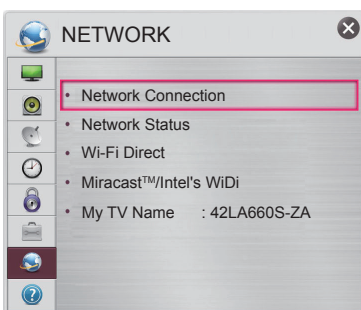 NETWORK
• Network Connection
• Network Status
• Wi-Fi Direct
• Miracast™/Intel's WiDi
• My TV Name : 42LA660S-ZA
?